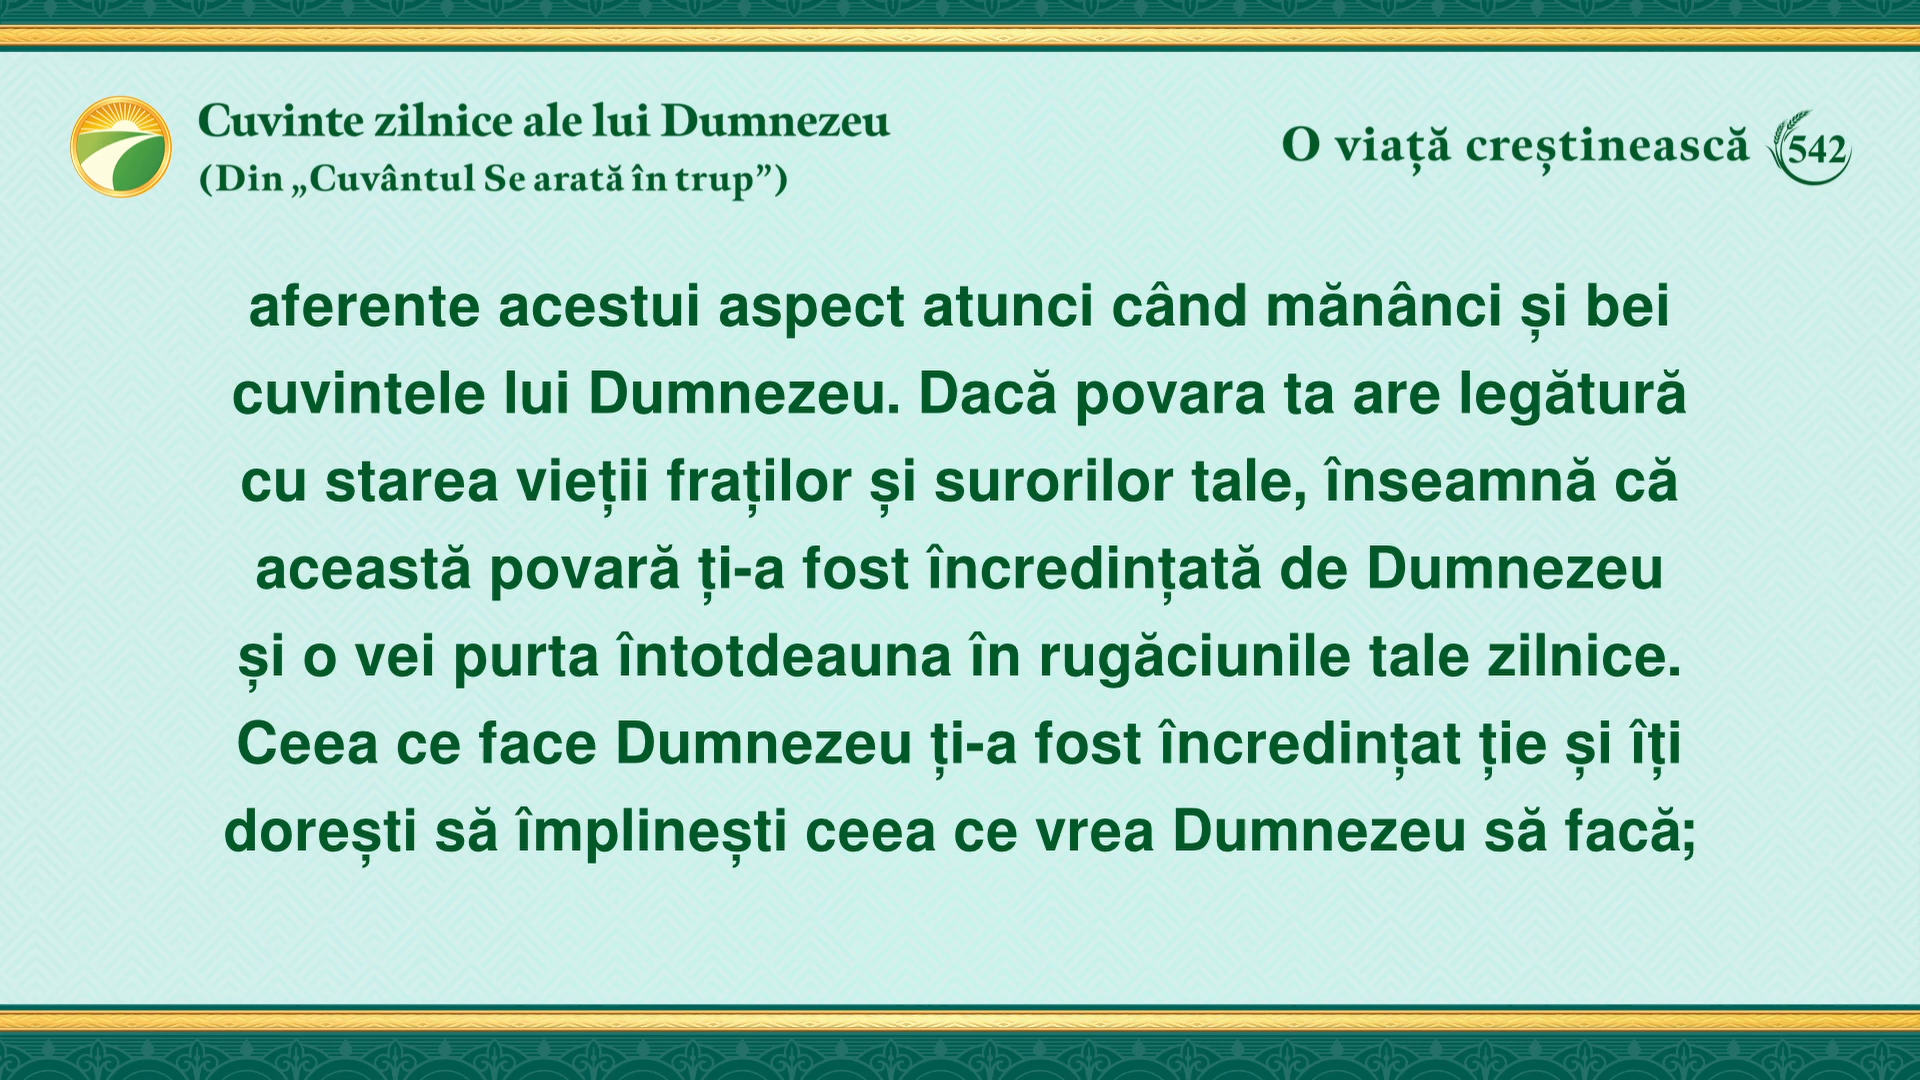 Cuvinte zilnice ale lui Dumnezeu
(Din „Cuvântul Se arată în trup”)
O viață creștinească 542
aferente acestui aspect atunci când mănânci și bei
cuvintele lui Dumnezeu. Dacă povara ta are legătură
cu starea vieții fraților și surorilor tale, înseamnă că
această povară ți-a fost încredințată de Dumnezeu
și o vei purta întotdeauna în rugăciunile tale zilnice.
Ceea ce face Dumnezeu ți-a fost încredințat ție și îți
dorești să împlinești ceea ce vrea Dumnezeu să facă;